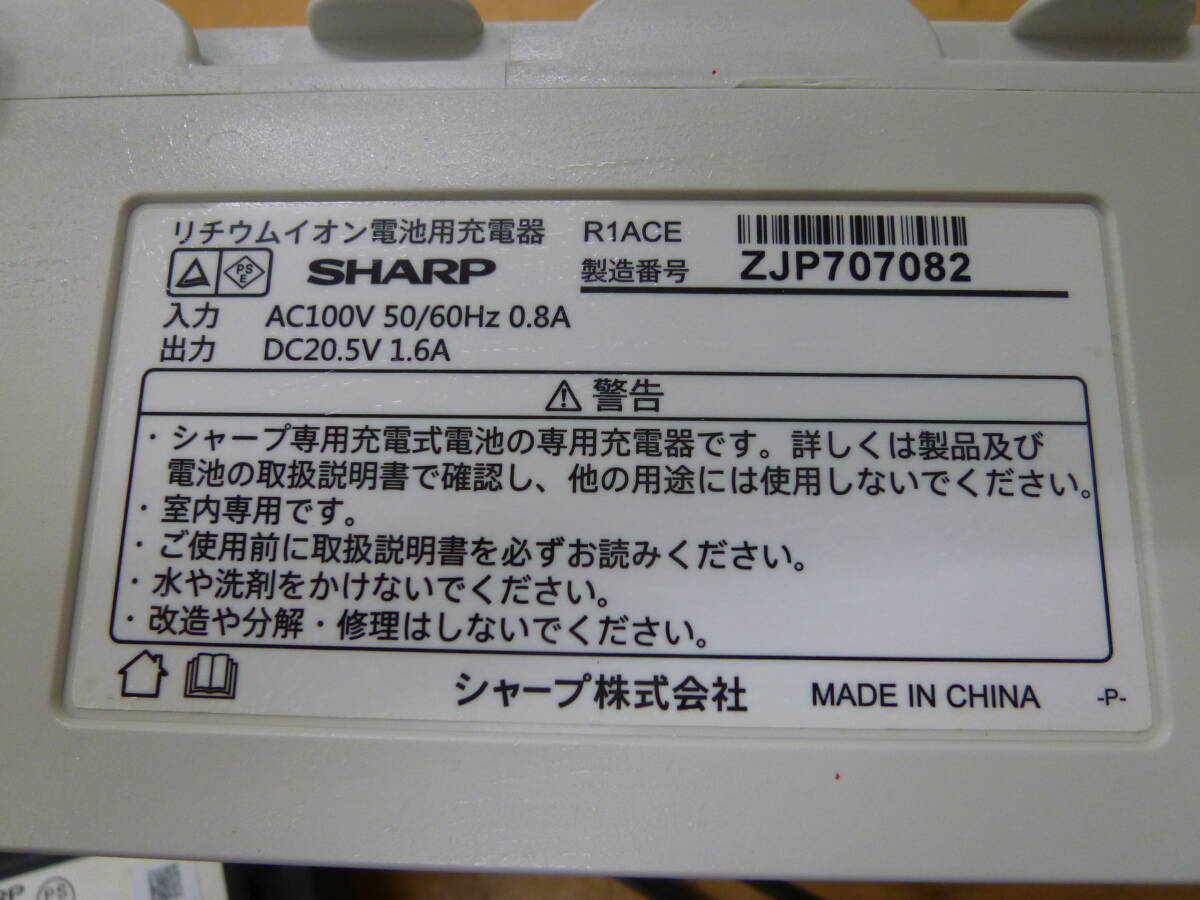 リチウムイオン電池用充電器 R1ACE
PS
E
SHARP 製造番号 ZJP707082
入力 AC100V 50/60Hz 0.8A
出力 DC20.5V 1.6A
⚠ 警告
・シャープ専用充電式電池の専用充電器です。詳しくは製品及び
電池の取扱説明書で確認し、他の用途には使用しないでください。
・室内専用です。
・ご使用前に取扱説明書を必ずお読みください。
・水や洗剤をかけないでください。
・改造や分解・修理はしないでください。
シャープ株式会社 MADE IN CHINA -P-
RP PS